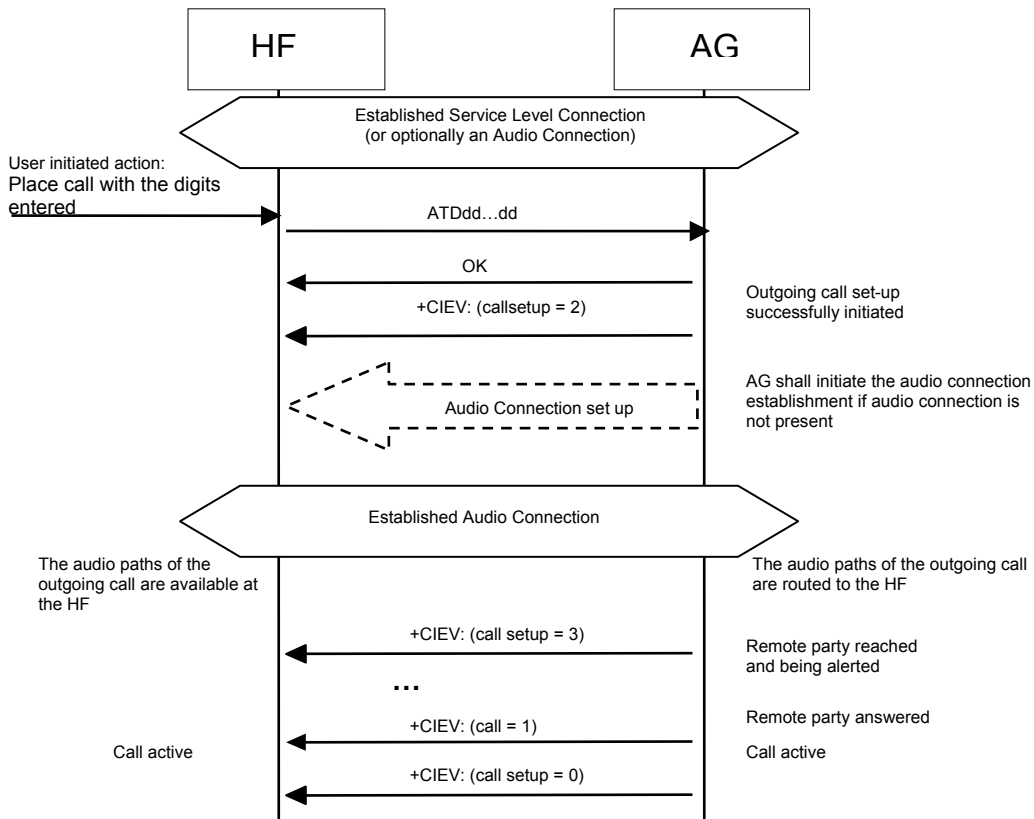 HF
AG
Established Service Level Connection
(or optionally an Audio Connection)
User initiated action:
Place call with the digits
entered
ATDdd...dd
OK
+CIEV: (callsetup = 2)
Outgoing call set-up
successfully initiated
Audio Connection set up
AG shall initiate the audio connection
establishment if audio connection is
not present
Established Audio Connection
The audio paths of the
outgoing call are available at
the HF
The audio paths of the outgoing call
are routed to the HF
+CIEV: (call setup = 3)
Remote party reached
and being alerted
...
+CIEV: (call = 1)
Remote party answered
Call active
Call active
+CIEV: (call setup = 0)